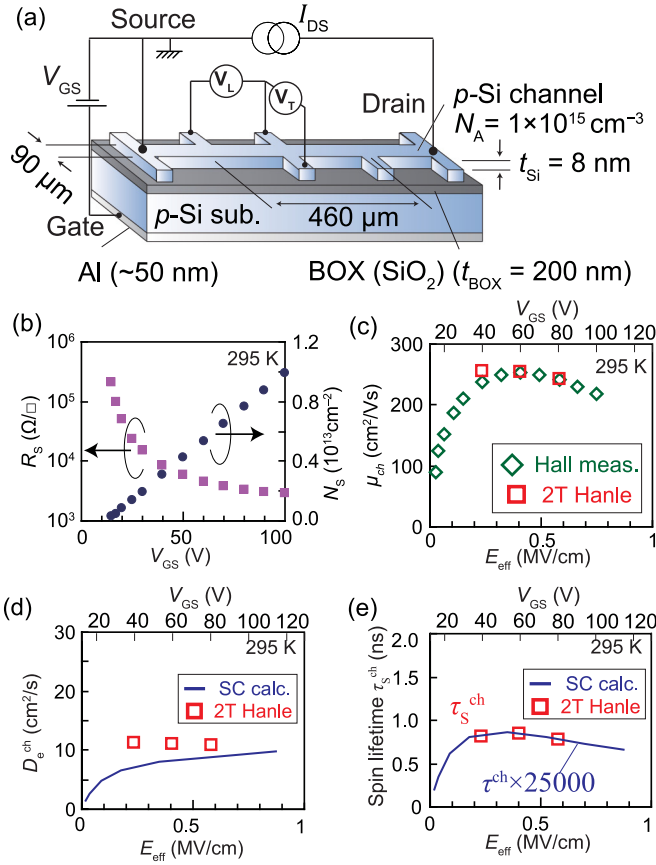 (a)
Source
I_DS
V_GS
V_L
V_T
Drain
p-Si channel
N_A = 1×10^15 cm^−3
90 μm
t_Si = 8 nm
p-Si sub.
460 μm
Gate
Al (~50 nm)
BOX (SiO_2) (t_BOX = 200 nm)
(b)
295 K
10^6
10^5
10^4
10^3
R_S (Ω/□)
1.2
0.9
0.6
0.3
0.0
N_S (10^13 cm^−2)
0 50 100
V_GS (V)
(c)
V_GS (V)
20 40 60 80 100 120
295 K
300
200
100
0
μ_ch (cm^2/Vs)
Hall meas.
2T Hanle
0 0.5 1
E_eff (MV/cm)
(d)
V_GS (V)
20 40 60 80 100
295 K
30
20
10
0
D_e^ch (cm^2/s)
SC calc.
2T Hanle
0 0.5 1
E_eff (MV/cm)
(e)
V_GS (V)
20 40 60 80 100 120
295 K
2.0
1.5
1.0
0.5
0
Spin lifetime τ_S^ch (ns)
SC calc.
2T Hanle
τ_S^ch
τ^ch×25000
0 0.5 1
E_eff (MV/cm)